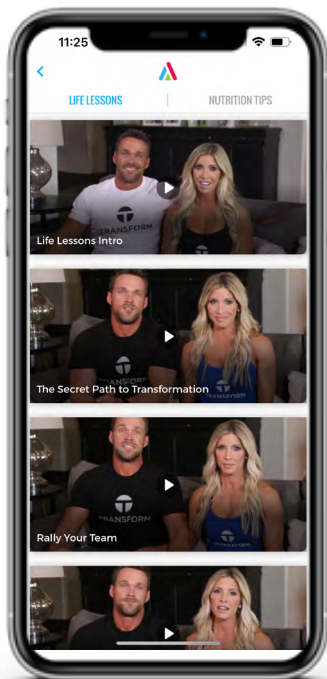 11:25
LIFE LESSONS | NUTRITION TIPS
TRANSFORM
Life Lessons Intro
TRANSFORM
The Secret Path to Transformation
TRANSFORM
Rally Your Team